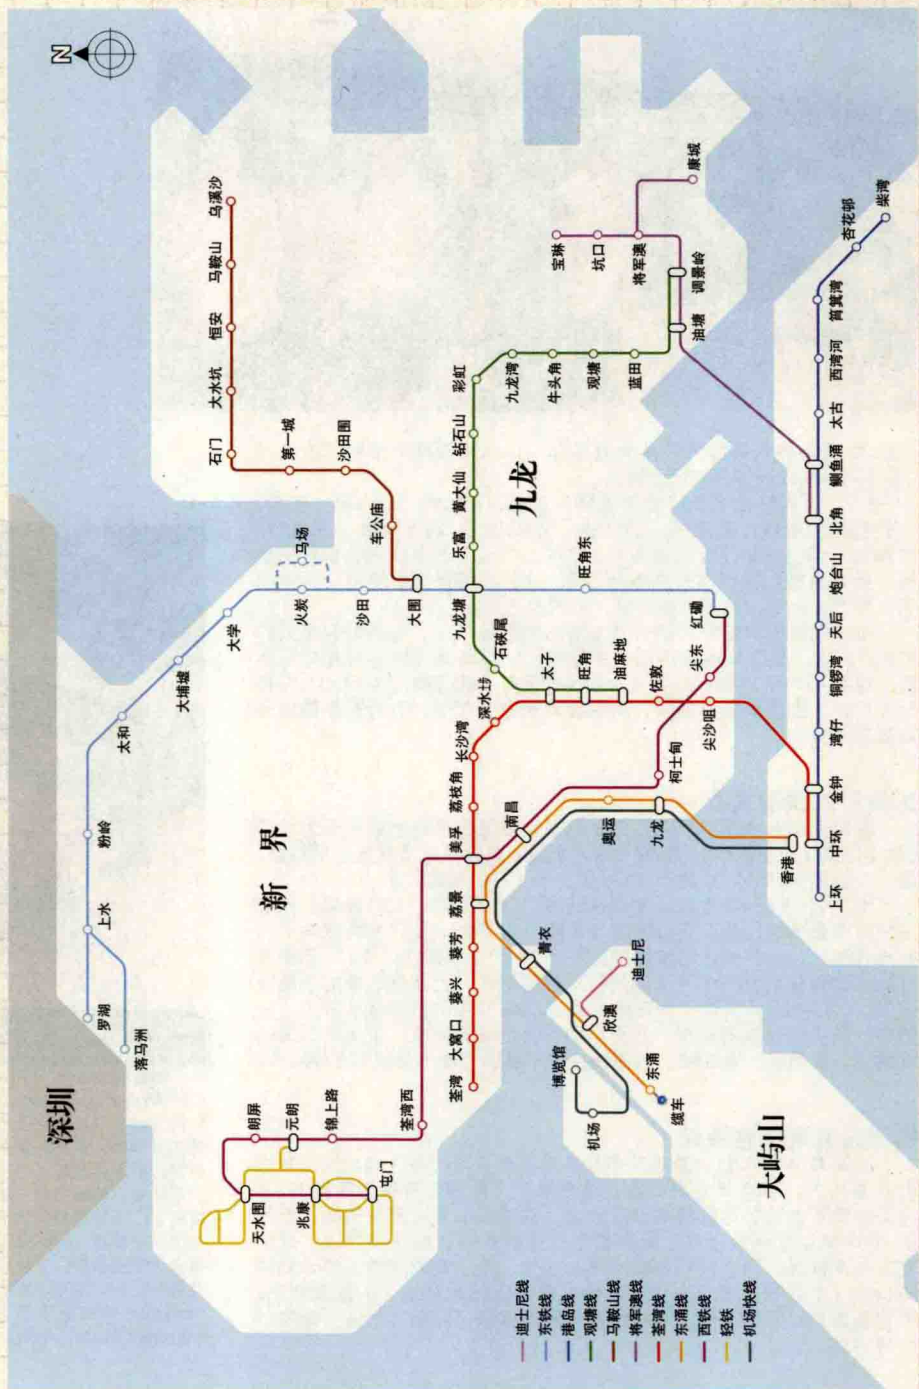 N
深圳
新界
九龙
大屿山
罗湖
落马洲
上水
粉岭
太和
大埔墟
大学
火炭
马场
沙田
大围
九龙塘
旺角东
红磡
乌溪沙
马鞍山
恒安
大水坑
石门
第一城
沙田围
车公庙
朗屏
元朗
锦上路
荃湾西
天水围
兆康
屯门
荃湾
大窝口
葵兴
葵芳
荔景
美孚
荔枝角
长沙湾
深水埗
石硖尾
太子
旺角
油麻地
佐敦
尖沙咀
尖东
柯士甸
南昌
奥运
九龙
香港
青衣
迪士尼
欣澳
博览馆
机场
东涌
缆车
乐富
黄大仙
钻石山
彩虹
九龙湾
牛头角
观塘
蓝田
油塘
调景岭
将军澳
坑口
宝琳
康城
上环
中环
金钟
湾仔
铜锣湾
天后
炮台山
北角
鲗鱼涌
太古
西湾河
筲箕湾
杏花邨
柴湾
迪士尼线
东铁线
港岛线
观塘线
马鞍山线
将军澳线
荃湾线
东涌线
西铁线
轻铁
机场快线